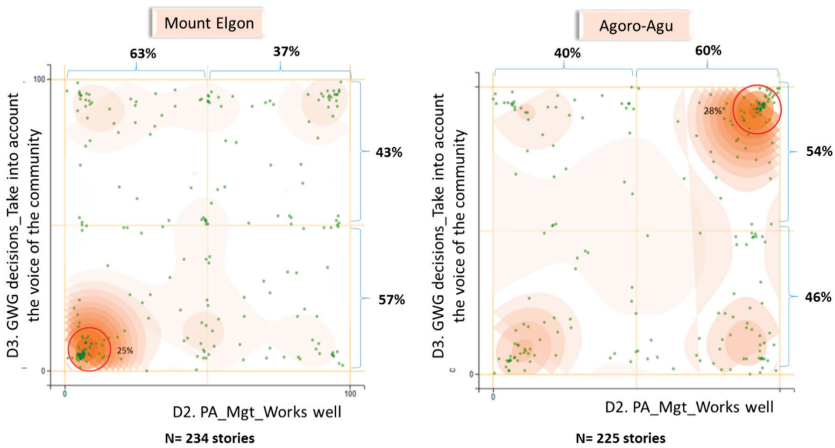 Mount Elgon
63%
37%
100
D3. GWG decisions_Take into account
the voice of the community
43%
57%
25%
0
0
100
D2. PA_Mgt_Works well
N= 234 stories
Agoro-Agu
40%
60%
D3. GWG decisions_Take into account
the voice of the community
28%
54%
46%
0
D2. PA_Mgt_Works well
N= 225 stories